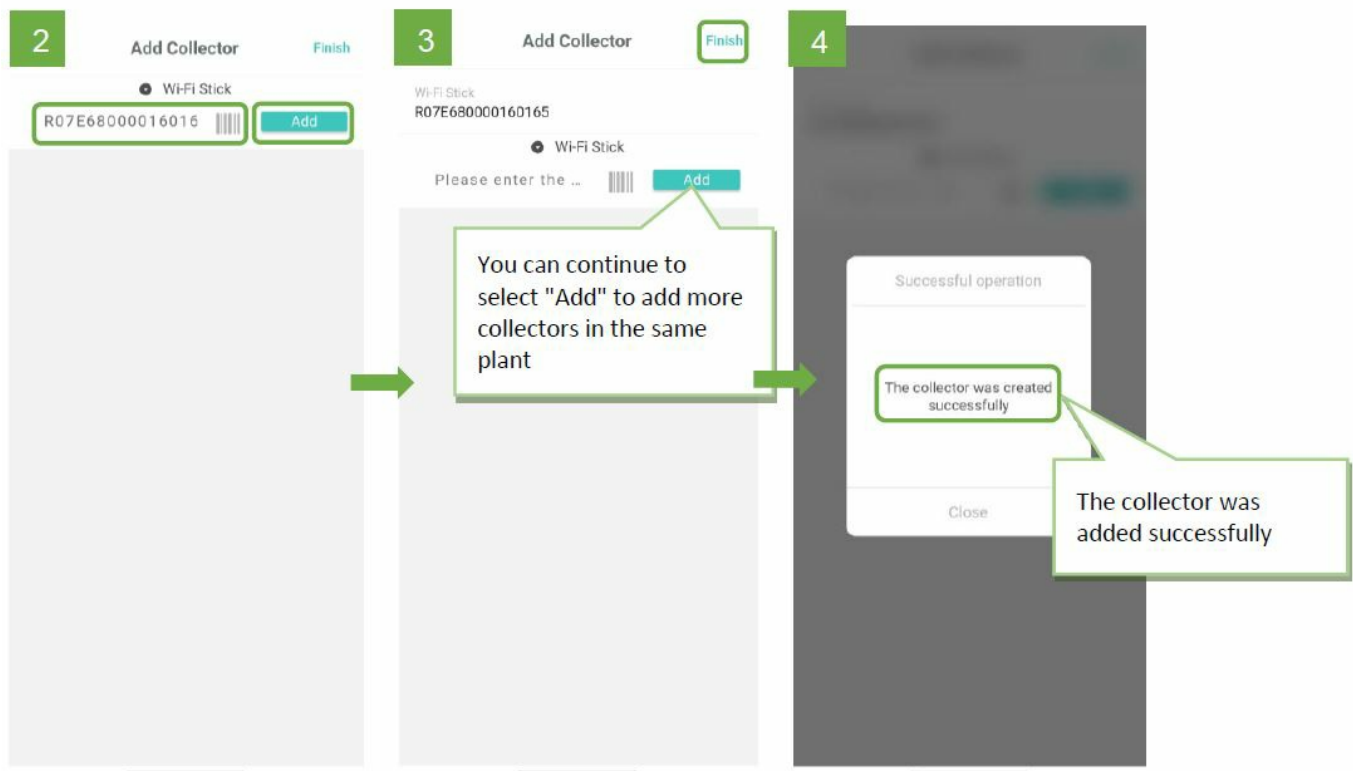 2
Add Collector
Finish
Wi-Fi Stick
R07E68000016016
Add
3
Add Collector
Finish
Wi-Fi Stick
R07E680000160165
Wi-Fi Stick
Please enter the ...
Add
You can continue to
select "Add" to add more
collectors in the same
plant
4
Successful operation
The collector was created
successfully
Close
The collector was
added successfully